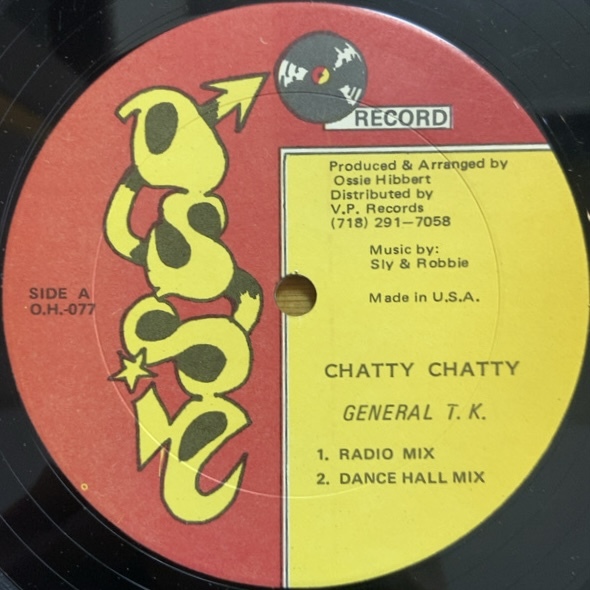 Ossie
RECORD
Produced & Arranged by
Ossie Hibbert
Distributed by
V.P. Records
(718) 291–7058
Music by:
Sly & Robbie
Made in U.S.A.
SIDE A
O.H.-077
CHATTY CHATTY
GENERAL T. K.
1. RADIO MIX
2. DANCE HALL MIX